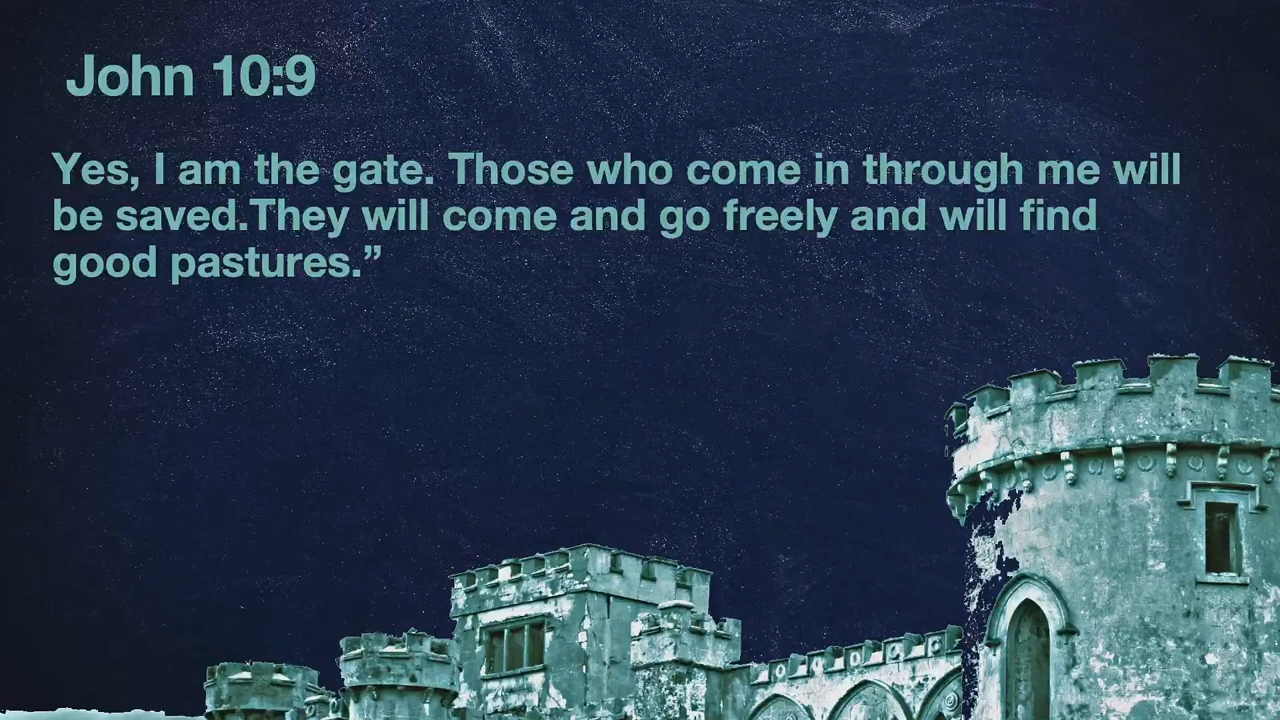 John 10:9
Yes, I am the gate. Those who come in through me will
be saved.They will come and go freely and will find
good pastures.”